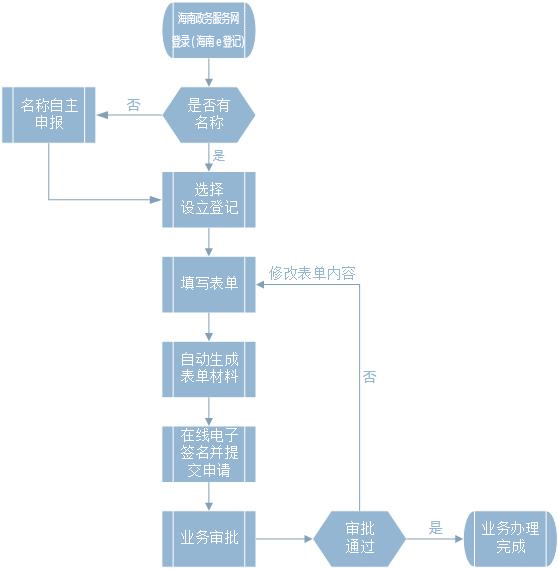 海南政务服务网
登录(海南e登记)
是否有
名称
否
名称自主
申报
是
选择
设立登记
填写表单
修改表单内容
自动生成
表单材料
否
在线电子
签名并提
交申请
业务审批
审批
通过
是
业务办理
完成